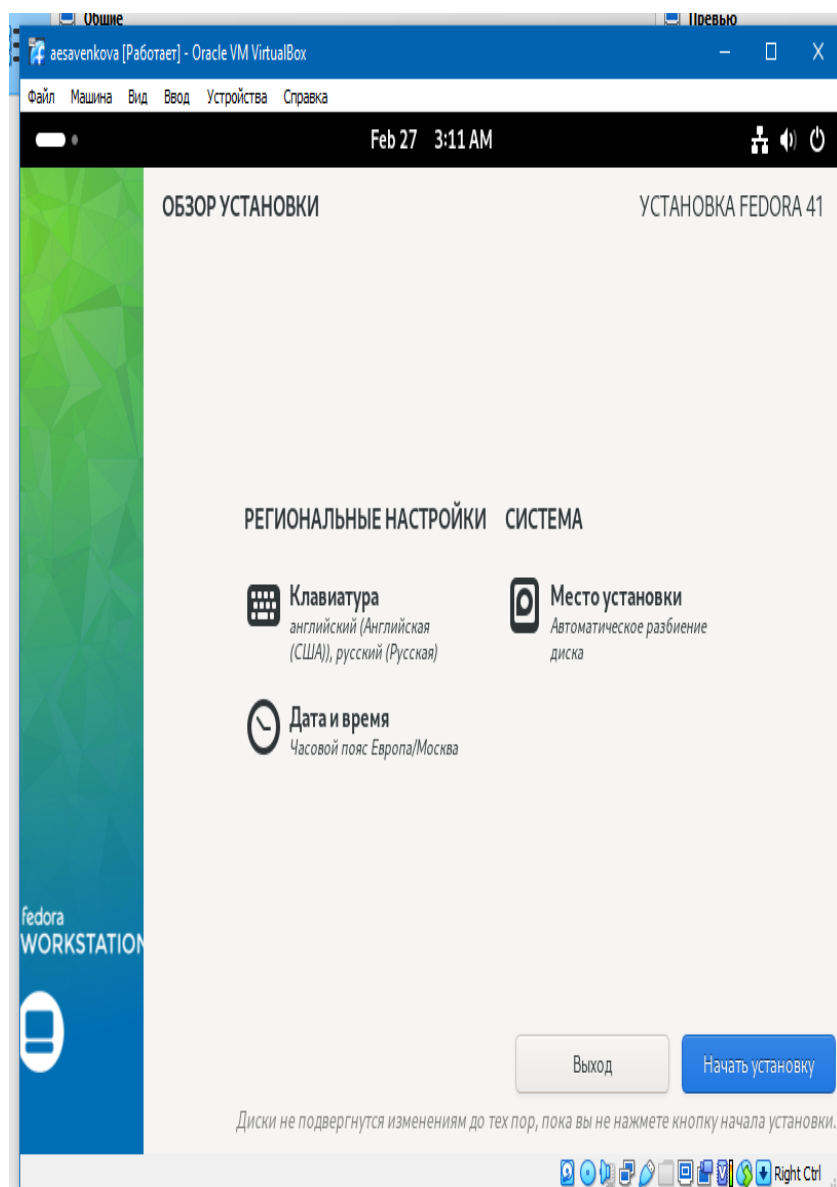 Общие
Превью
aesavenkova [Работает] - Oracle VM VirtualBox
Файл Машина Вид Ввод Устройства Справка
Feb 27 3:11 AM
ОБЗОР УСТАНОВКИ
УСТАНОВКА FEDORA 41
РЕГИОНАЛЬНЫЕ НАСТРОЙКИ
СИСТЕМА
Клавиатура
английский (Английская
(США)), русский (Русская)
Место установки
Автоматическое разбиение
диска
Дата и время
Часовой пояс Европа/Москва
fedora
WORKSTATION
Выход
Начать установку
Диски не подвергнутся изменениям до тех пор, пока вы не нажмете кнопку начала установки.
Right Ctrl